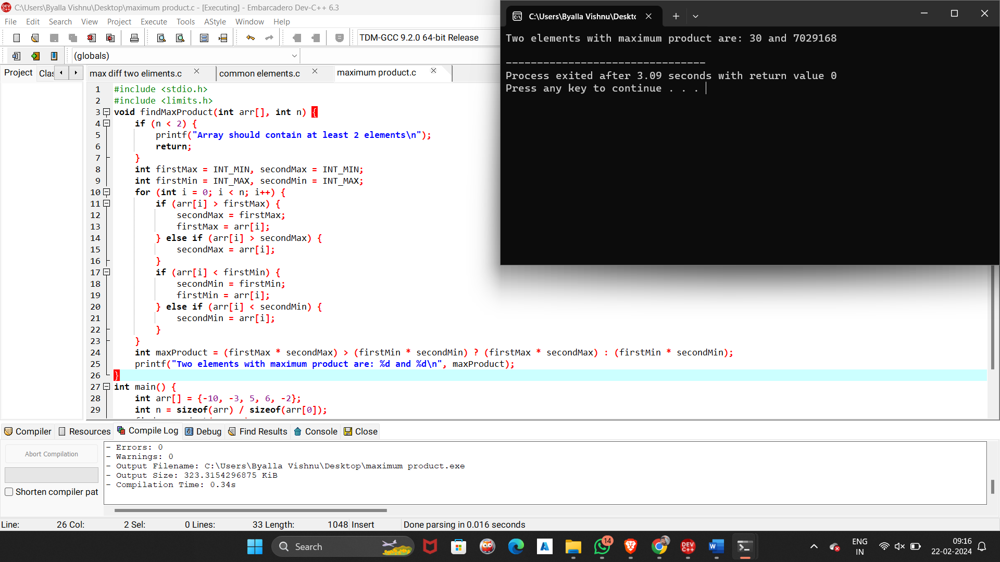 C:\Users\Byalla Vishnu\Desktop\maximum product.c - [Executing] - Embarcadero Dev-C++ 6.3
File Edit Search View Project Execute Tools AStyle Window Help
TDM-GCC 9.2.0 64-bit Release
(globals)
Project
max diff two eliments.c
common elements.c
maximum product.c
1 #include <stdio.h>
2 #include <limits.h>
3 void findMaxProduct(int arr[], int n) {
4 if (n < 2) {
5 printf("Array should contain at least 2 elements\n");
6 return;
7 }
8 int firstMax = INT_MIN, secondMax = INT_MIN;
9 int firstMin = INT_MAX, secondMin = INT_MAX;
10 for (int i = 0; i < n; i++) {
11 if (arr[i] > firstMax) {
12 secondMax = firstMax;
13 firstMax = arr[i];
14 } else if (arr[i] > secondMax) {
15 secondMax = arr[i];
16 }
17 if (arr[i] < firstMin) {
18 secondMin = firstMin;
19 firstMin = arr[i];
20 } else if (arr[i] < secondMin) {
21 secondMin = arr[i];
22 }
23 }
24 int maxProduct = (firstMax * secondMax) > (firstMin * secondMin) ? (firstMax * secondMax) : (firstMin * secondMin);
25 printf("Two elements with maximum product are: %d and %d\n", maxProduct);
26 }
27 int main() {
28 int arr[] = {-10, -3, 5, 6, -2};
29 int n = sizeof(arr) / sizeof(arr[0]);
C:\Users\Byalla Vishnu\Deskto
Two elements with maximum product are: 30 and 7029168
--------------------------------
Process exited after 3.09 seconds with return value 0
Press any key to continue . . .
Compiler Resources Compile Log Debug Find Results Console Close
Abort Compilation
Shorten compiler pat
- Errors: 0
- Warnings: 0
- Output Filename: C:\Users\Byalla Vishnu\Desktop\maximum product.exe
- Output Size: 323.3154296875 KiB
- Compilation Time: 0.34s
Line: 26 Col: 2 Sel: 0 Lines: 33 Length: 1048 Insert Done parsing in 0.016 seconds
Search
14
DEV C++
ENG
IN
09:16
22-02-2024